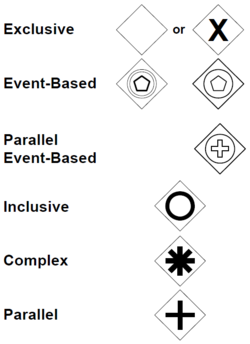 Exclusive or X
Event-Based
Parallel
Event-Based
Inclusive
Complex
Parallel